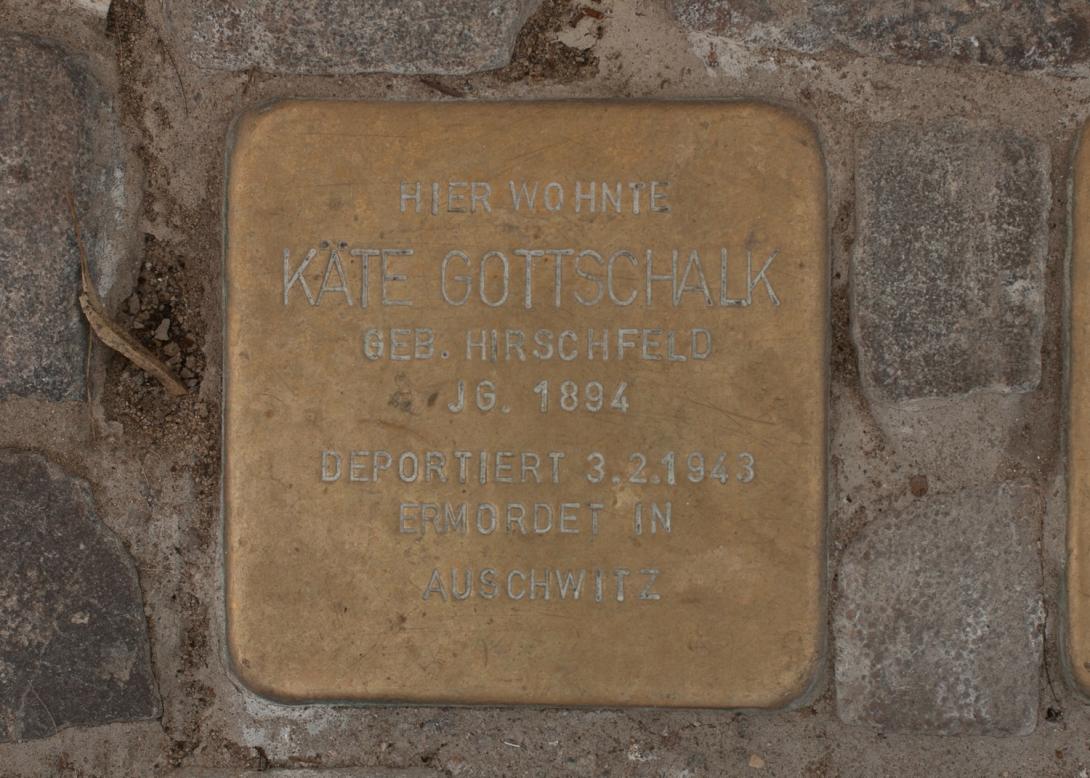 HIER WOHNTE
KÄTE GOTTSCHALK
GEB. HIRSCHFELD
JG. 1894
DEPORTIERT 3.2.1943
ERMORDET IN
AUSCHWITZ